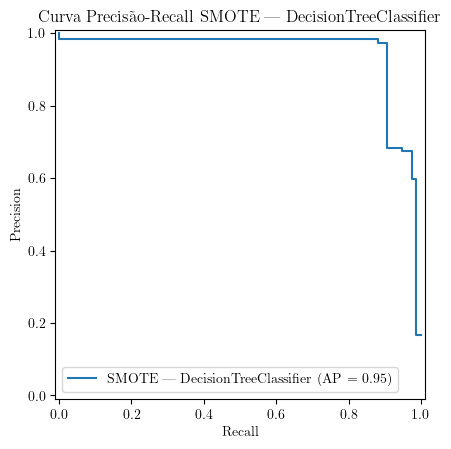 Curva Precisão-Recall SMOTE — DecisionTreeClassifier
1.0
0.8
0.6
0.4
0.2
0.0
Precision
SMOTE — DecisionTreeClassifier (AP = 0.95)
0.0 0.2 0.4 0.6 0.8 1.0
Recall